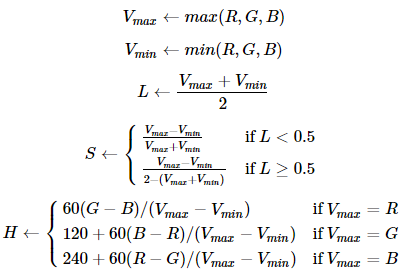 V_max ← max(R, G, B)
V_min ← min(R, G, B)
L ← (V_max + V_min)/2
S ← { (V_max−V_min)/(V_max+V_min) if L < 0.5
(V_max−V_min)/(2−(V_max+V_min)) if L ≥ 0.5
H ← { 60(G − B)/(V_max − V_min) if V_max = R
120 + 60(B − R)/(V_max − V_min) if V_max = G
240 + 60(R − G)/(V_max − V_min) if V_max = B